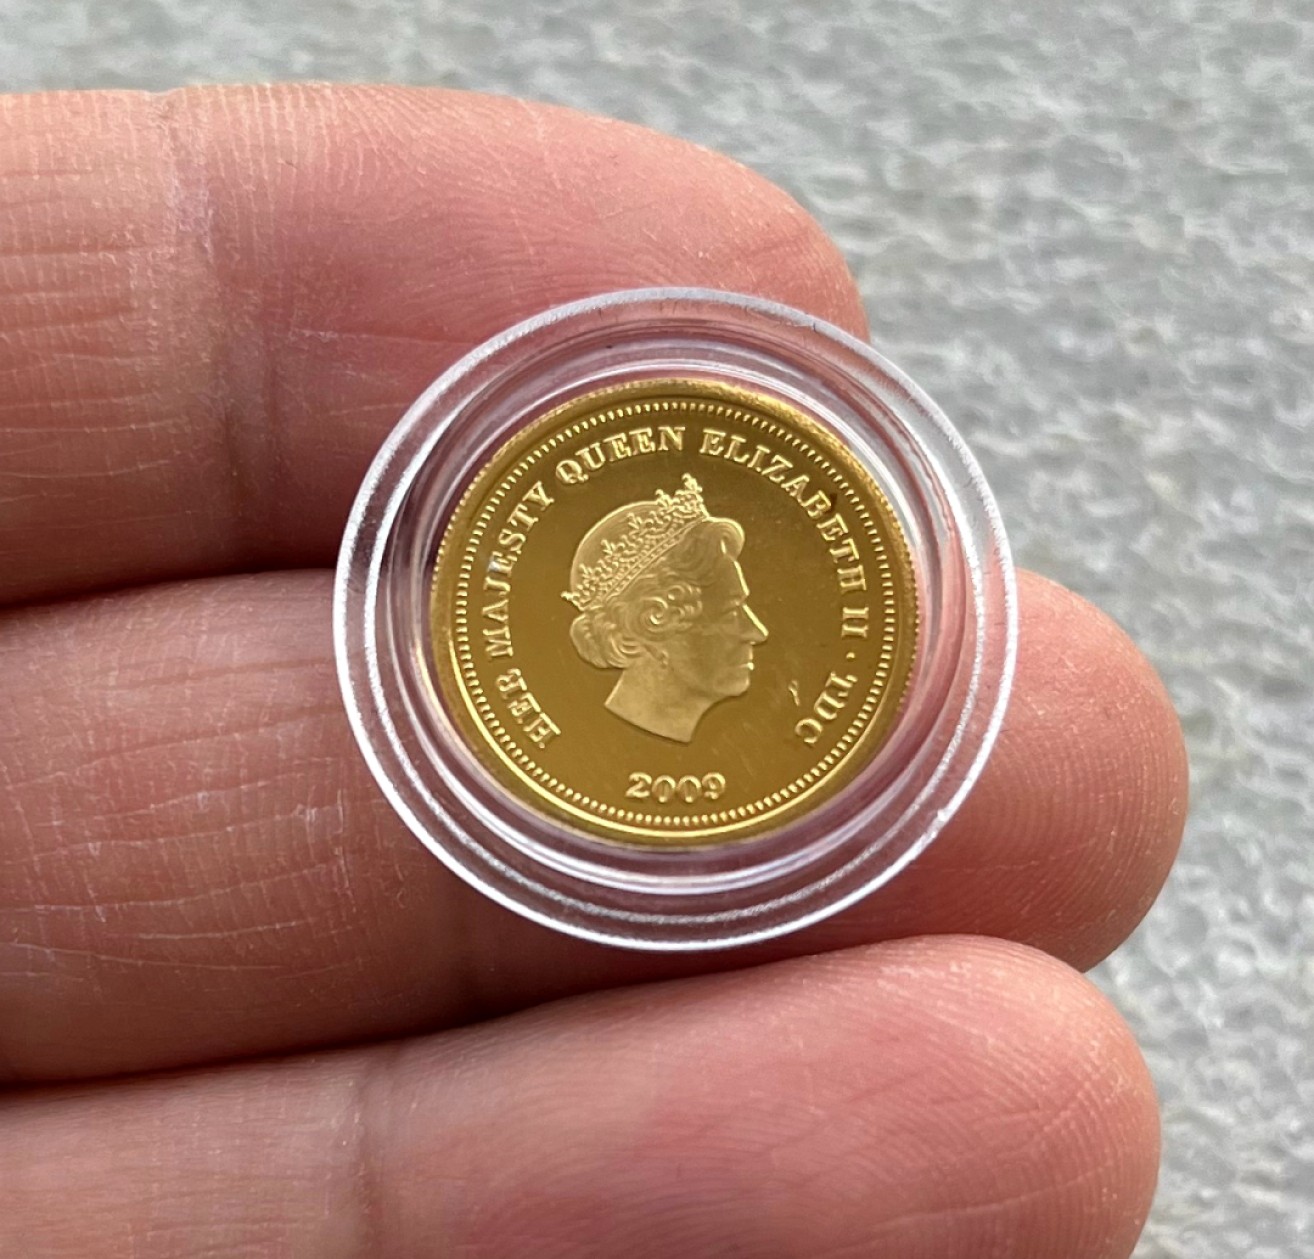 HER MAJESTY QUEEN ELIZABETH II · TDC
2009